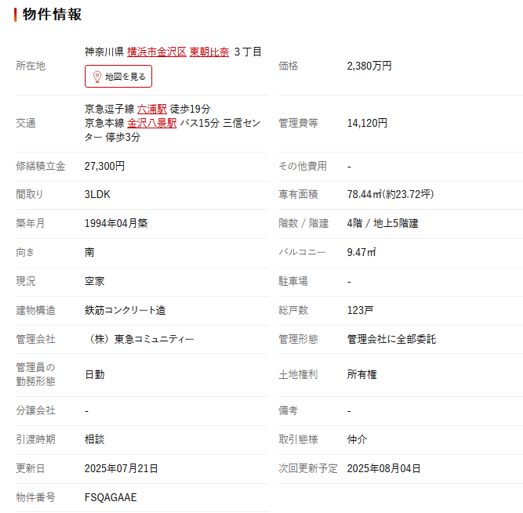 物件情報
所在地
神奈川県 横浜市金沢区 東朝比奈 3丁目
地図を見る
価格
2,380万円
交通
京急逗子線 六浦駅 徒歩19分
京急本線 金沢八景駅 バス15分 三信セン
ター 停歩3分
管理費等
14,120円
修繕積立金
27,300円
その他費用
-
間取り
3LDK
専有面積
78.44㎡(約23.72坪)
築年月
1994年04月築
階数 / 階建
4階 / 地上5階建
向き
南
バルコニー
9.47㎡
現況
空家
駐車場
-
建物構造
鉄筋コンクリート造
総戸数
123戸
管理会社
(株) 東急コミュニティー
管理形態
管理会社に全部委託
管理員の
勤務形態
日勤
土地権利
所有権
分譲会社
-
備考
-
引渡時期
相談
取引態様
仲介
更新日
2025年07月21日
次回更新予定
2025年08月04日
物件番号
FSQAGAAE